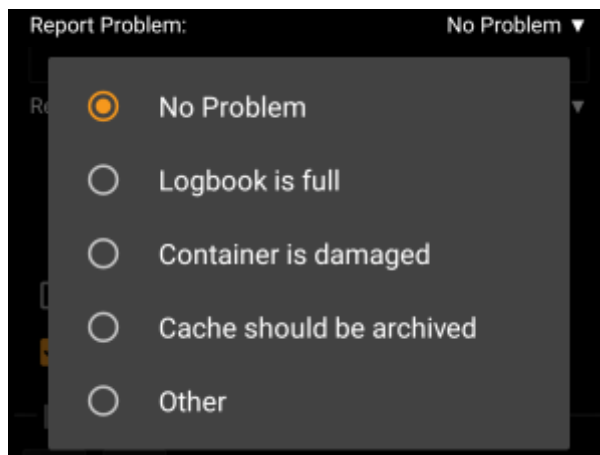 Report Problem: No Problem ▼
No Problem
Logbook is full
Container is damaged
Cache should be archived
Other